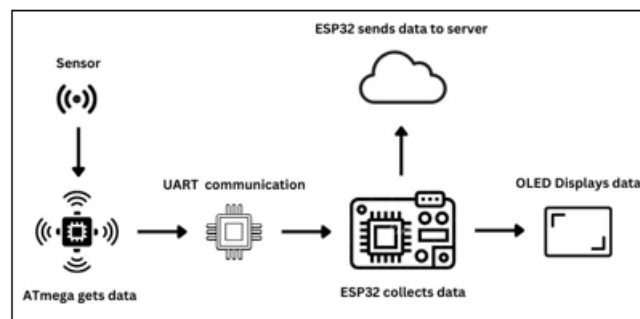 ESP32 sends data to server
Sensor
UART communication
OLED Displays data
ATmega gets data
ESP32 collects data